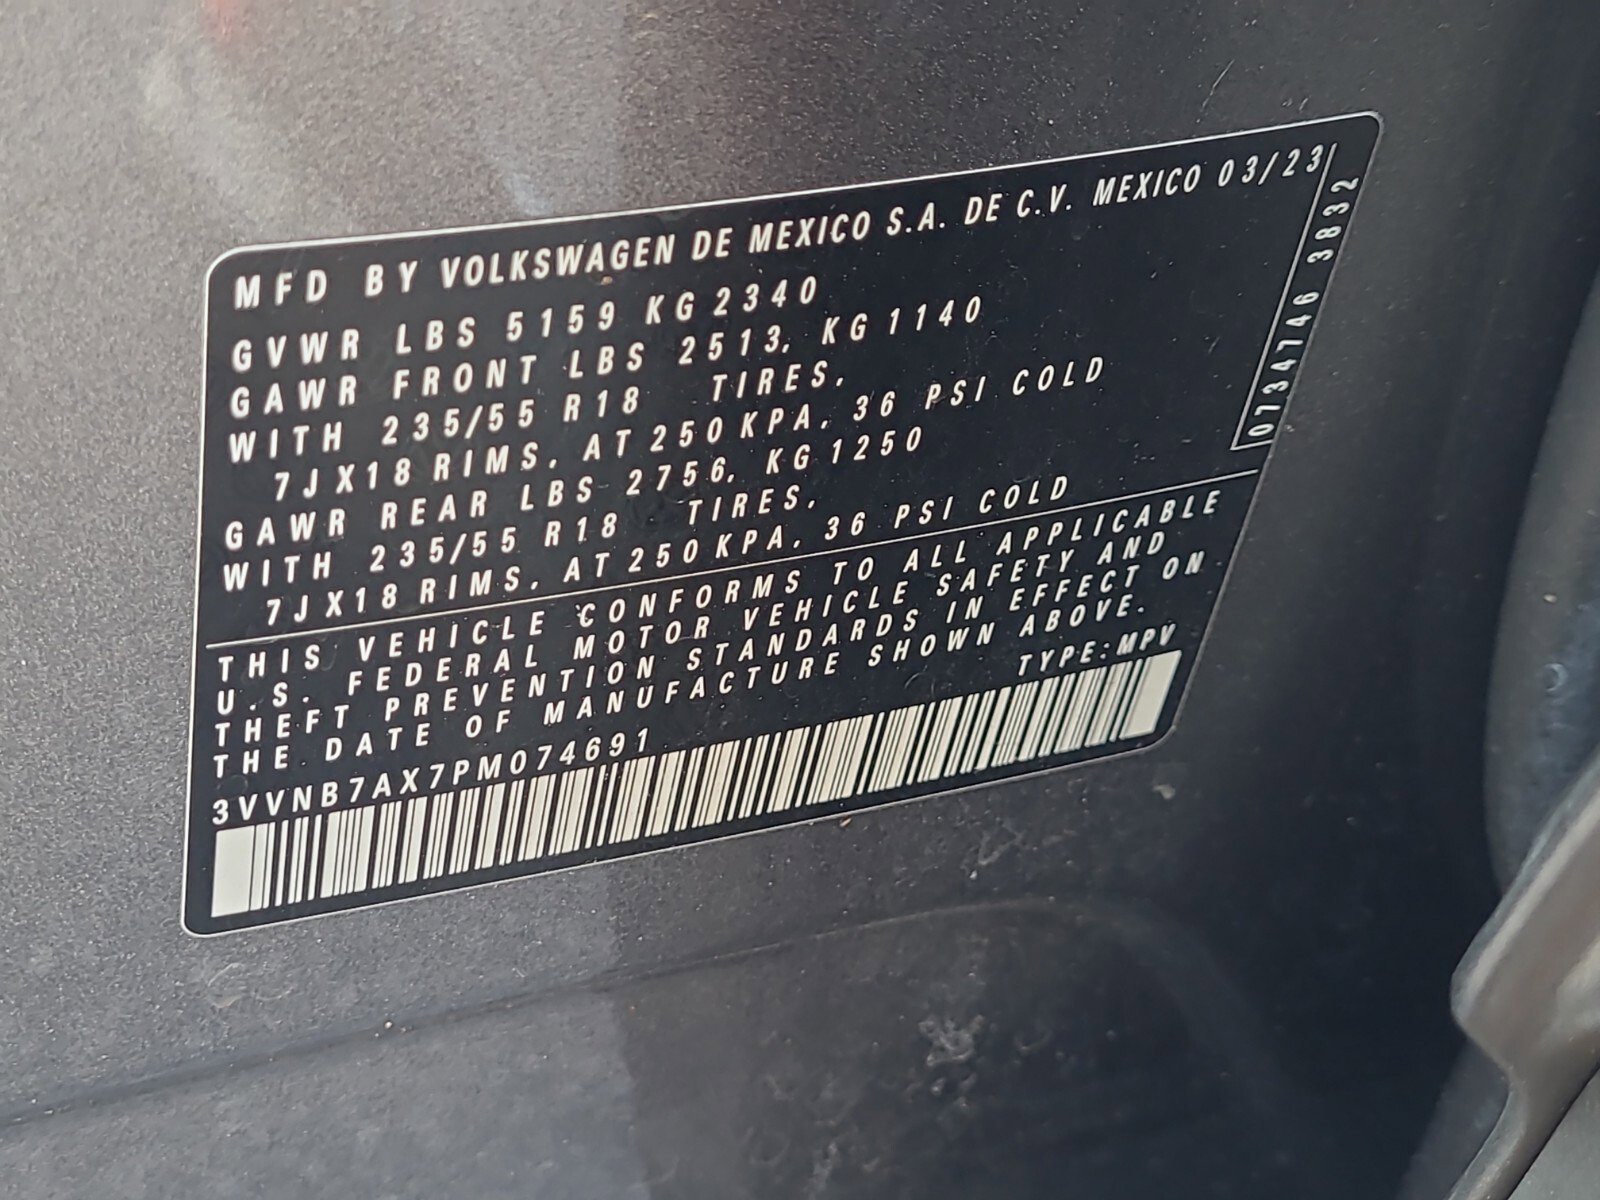 MFD BY VOLKSWAGEN DE MEXICO S.A. DE C.V. MEXICO 03/23
GVWR LBS 5159 KG 2340
GAWR FRONT LBS 2513, KG 1140
WITH 235/55 R18 TIRES,
7JX18 RIMS, AT 250 KPA, 36 PSI COLD
GAWR REAR LBS 2756, KG 1250
WITH 235/55 R18 TIRES,
7JX18 RIMS, AT 250 KPA, 36 PSI COLD
0734746 3832
THIS VEHICLE CONFORMS TO ALL APPLICABLE
U.S. FEDERAL MOTOR VEHICLE SAFETY AND
THEFT PREVENTION STANDARDS IN EFFECT ON
THE DATE OF MANUFACTURE SHOWN ABOVE.
TYPE: MPV
3VVNB7AX7PM074691